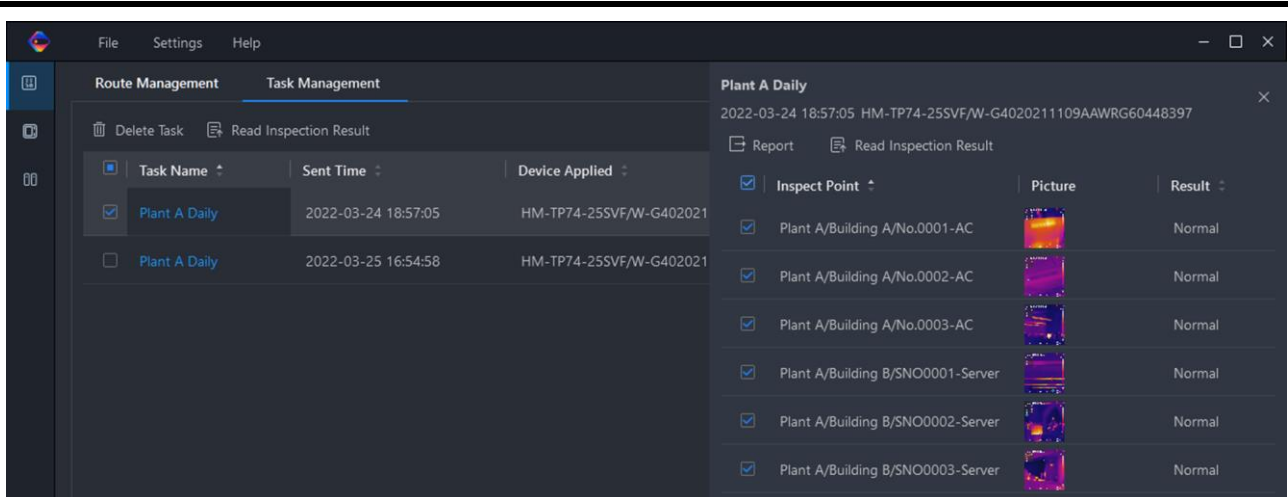 File Settings Help
Route Management Task Management
Delete Task Read Inspection Result
Task Name Sent Time Device Applied
Plant A Daily 2022-03-24 18:57:05 HM-TP74-25SVF/W-G402021
Plant A Daily 2022-03-25 16:54:58 HM-TP74-25SVF/W-G402021
Plant A Daily
2022-03-24 18:57:05 HM-TP74-25SVF/W-G4020211109AAWRG60448397
Report Read Inspection Result
Inspect Point Picture Result
Plant A/Building A/No.0001-AC Normal
Plant A/Building A/No.0002-AC Normal
Plant A/Building A/No.0003-AC Normal
Plant A/Building B/SNO0001-Server Normal
Plant A/Building B/SNO0002-Server Normal
Plant A/Building B/SNO0003-Server Normal